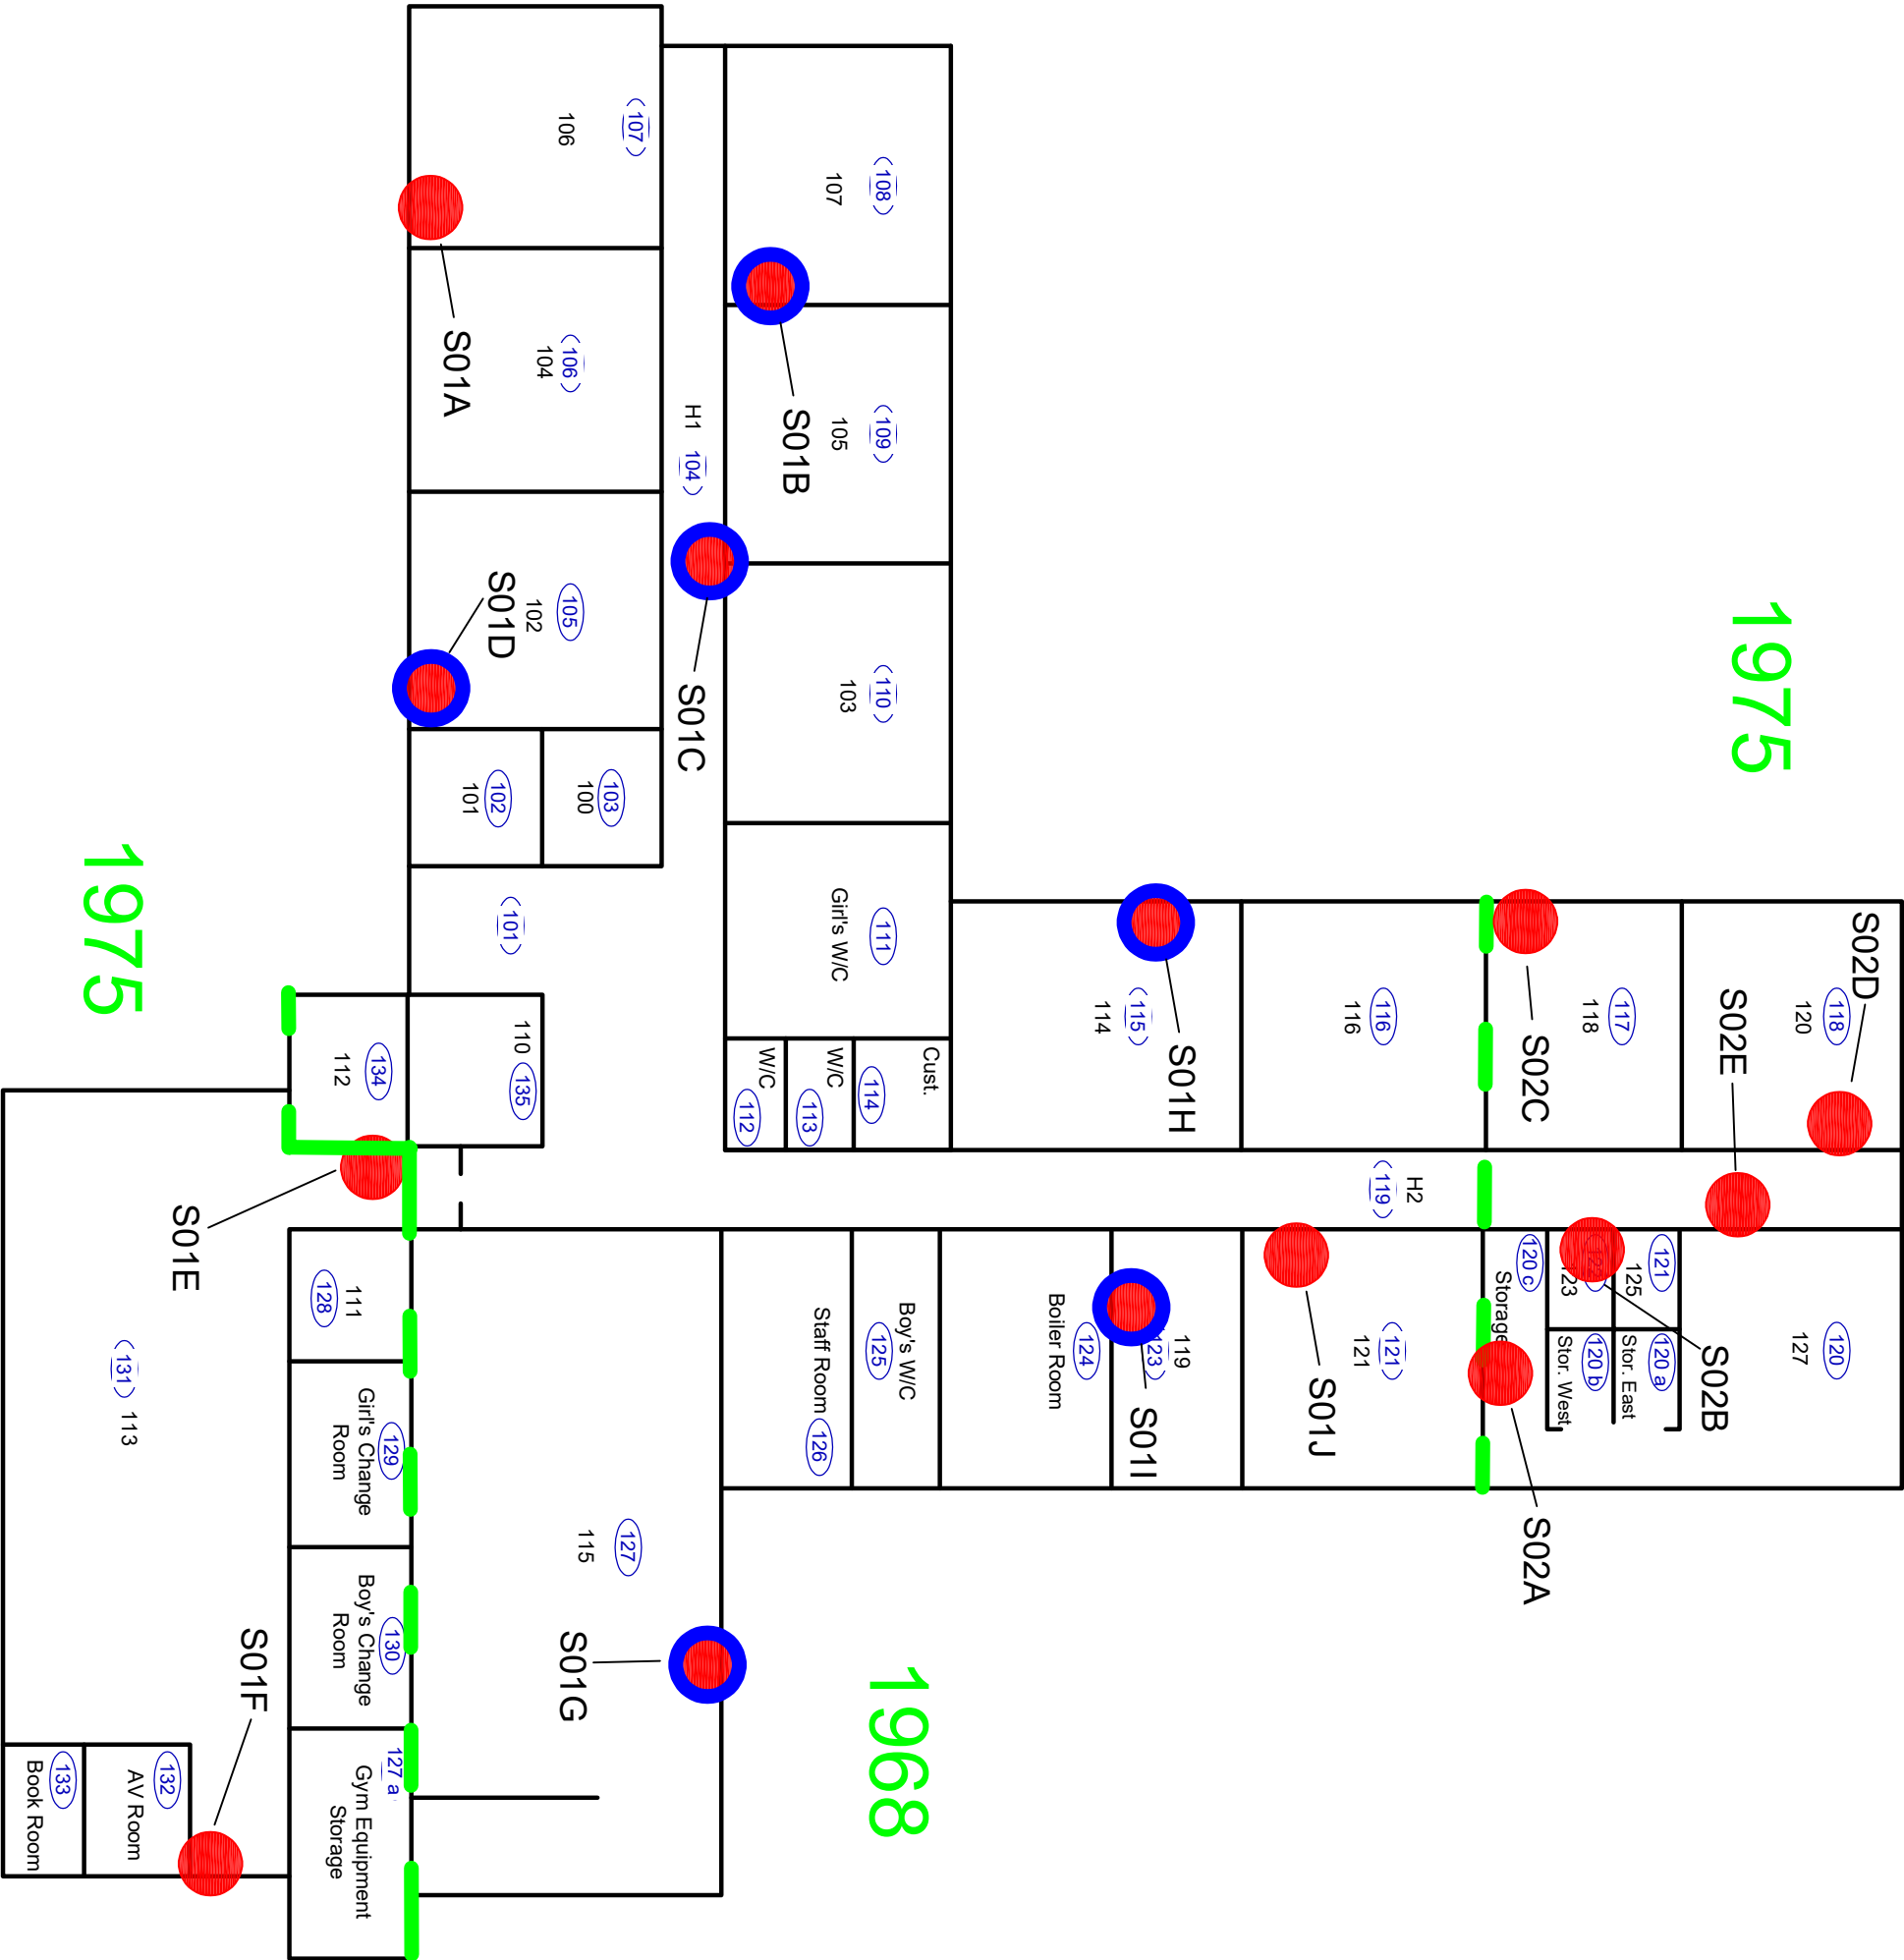 S02D
118
120
S02E
120
127
1975
121
125
120 a
Stor. East
S02B
120 b
Stor. West
117
118
S02C
120 c
Storage
S02A
H2
119
116
116
121
121
S01J
S01H
115
114
119
S01I
124
Boiler Room
Cust.
114
113
W/C
112
W/C
111
Girl's W/C
Boy's W/C
125
Staff Room
126
1968
108
107
109
105
S01B
110
103
S01C
H1 104
107
106
106
104
S01A
105
102
S01D
103
100
102
101
101
110 135
134
112
127
115
S01G
111
128
129
Girl's Change
Room
130
Boy's Change
Room
127 a
Gym Equipment
Storage
S01E
S01F
131 113
132
AV Room
133
Book Room
1975